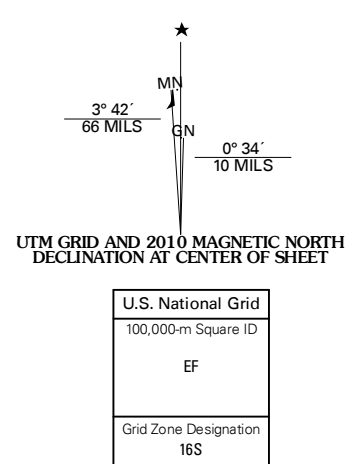 MN
3° 42´
66 MILS
GN
0° 34´
10 MILS
UTM GRID AND 2010 MAGNETIC NORTH
DECLINATION AT CENTER OF SHEET
U.S. National Grid
100,000-m Square ID
EF
Grid Zone Designation
16S